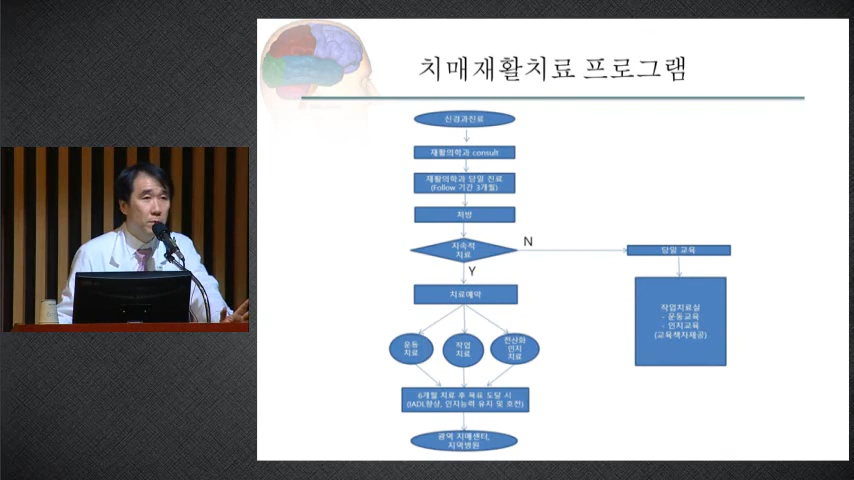 치매재활치료 프로그램
신경과진료
재활의학과 consult
재활의학과 당일 진료
(Follow 기간 3개월)
처방
지속적
치료
N
당일 교육
Y
치료예약
작업치료실
- 운동교육
- 인지교육
(교육책자제공)
운동
치료
작업
치료
전산화
인지
치료
6개월 치료 후 목표 도달 시
(IADL향상, 인지능력 유지 및 호전)
광역 치매센터,
지역병원